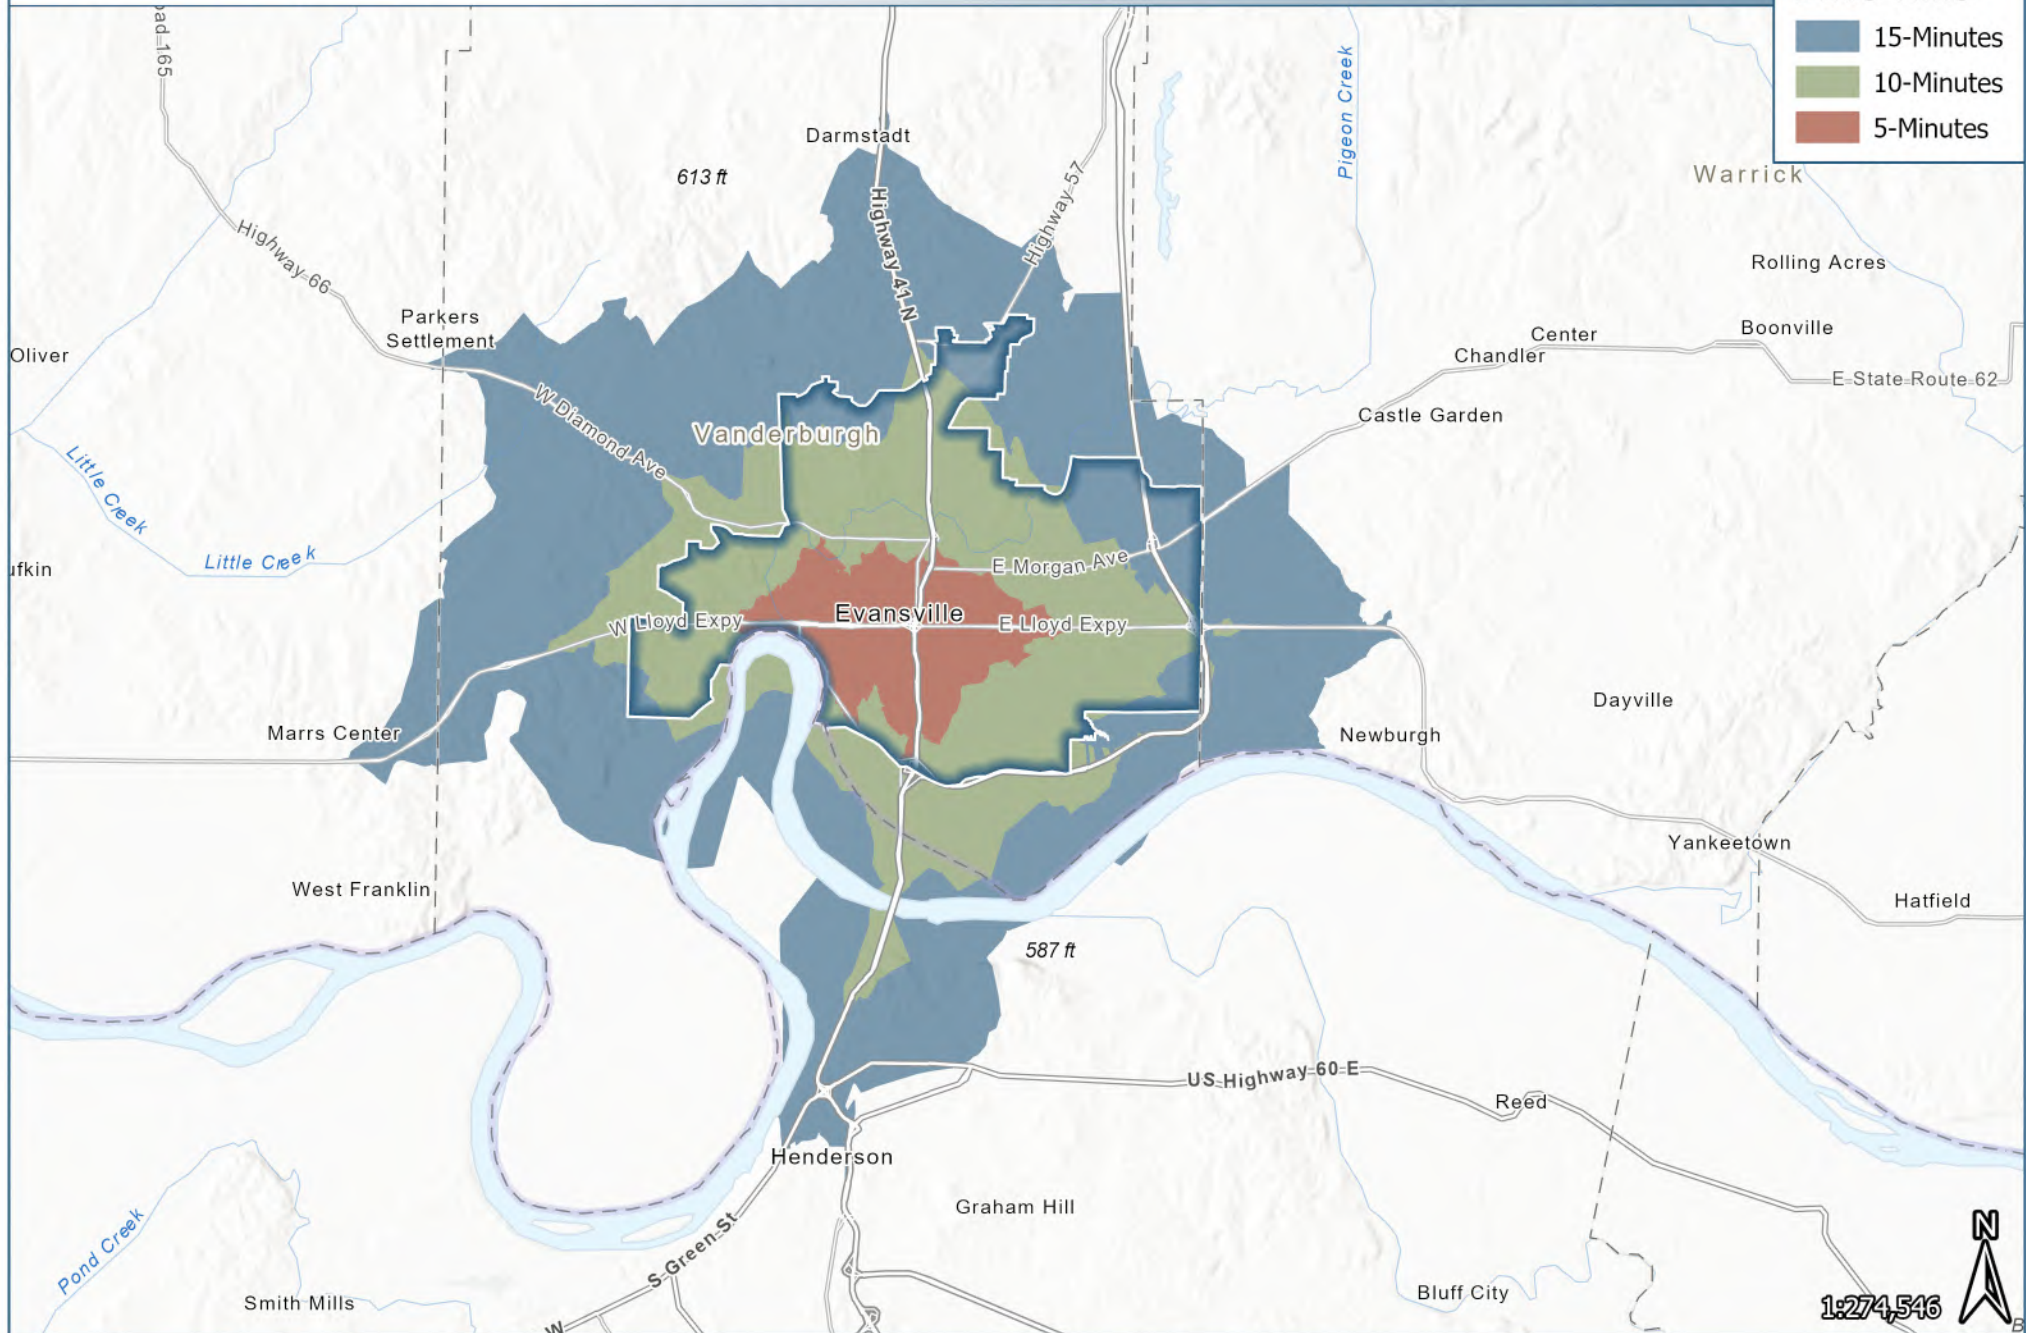 15-Minutes
10-Minutes
5-Minutes
Pigeon Creek
Darmstadt
613 ft
Highway 41 N
Highway 57
Warrick
Highway 66
Rolling Acres
Parkers
Settlement
Center
Boonville
Oliver
Chandler
E State Route 62
W Diamond Ave
Castle Garden
Vanderburgh
Little Creek
Little Creek
E Morgan Ave
Evansville
W Lloyd Expy
E Lloyd Expy
Dayville
Marrs Center
Newburgh
Yankeetown
West Franklin
Hatfield
587 ft
US Highway 60 E
Reed
Henderson
Graham Hill
S Green St
Pond Creek
Smith Mills
Bluff City
N
1:274,546
W